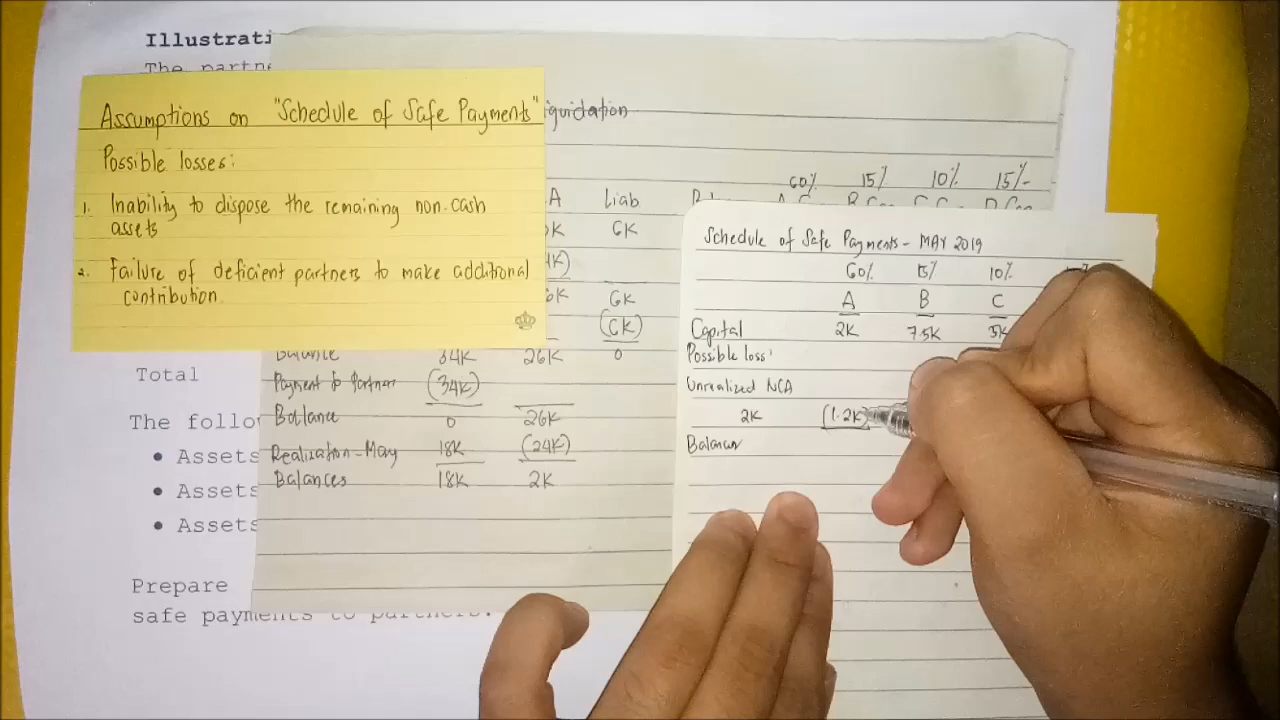 Illustrati
The partne
Assumptions on "Schedule of Safe Payments"
Possible losses:
1. Inability to dispose the remaining non-cash
assets
2. Failure of deficient partners to make additional
contribution.
iquidation
60% 15% 10% 15%
A Liab
6K
6K
Balance 34K 26K 0
Payment to Partners (34K)
Balance 0 26K
Realization-May 18K (24K)
Balances 18K 2K
Total
The follo
• Assets
• Assets
• Assets
Prepare
safe payments to partners.
Schedule of Safe Payments - MAY 2019
60% 15% 10%
A B C
Capital 2K 7.5K 5K
Possible loss:
Unrealized NCA
2K (1.2K)
Balance